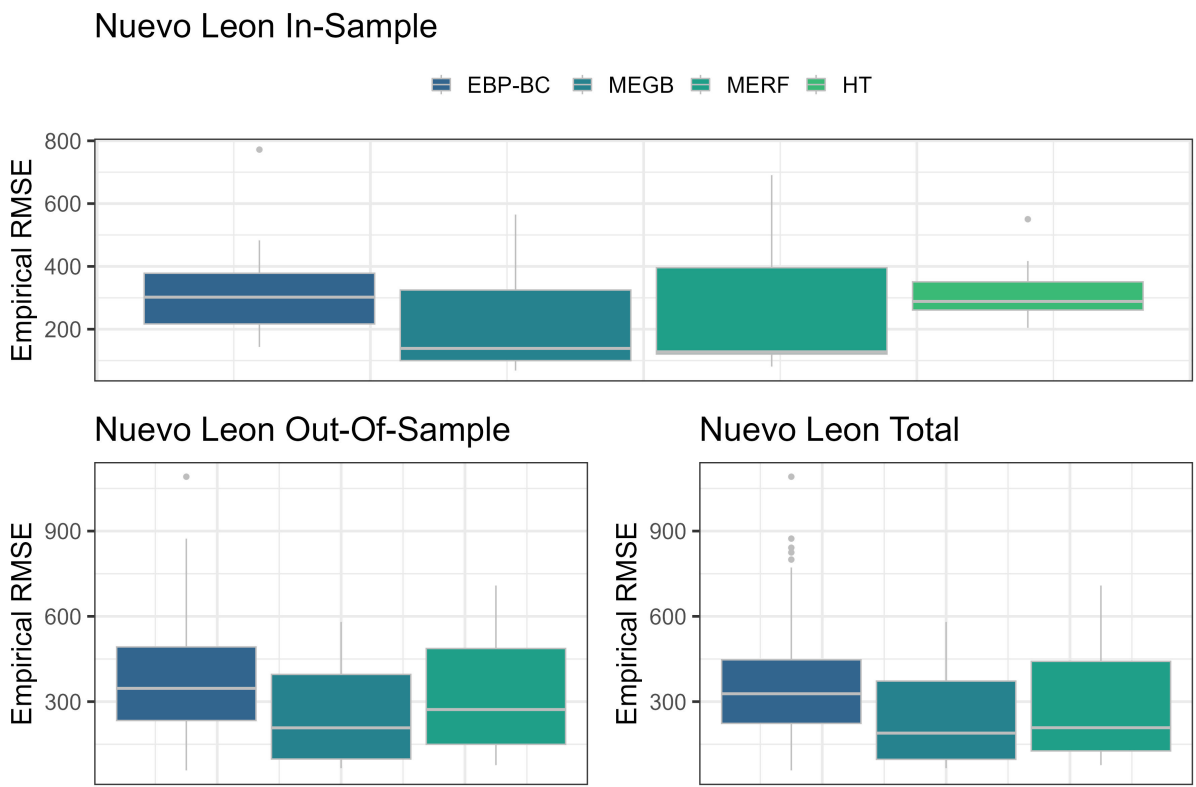 Nuevo Leon In-Sample
EBP-BC MEGB MERF HT
Empirical RMSE
800
600
400
200
Nuevo Leon Out-Of-Sample
Empirical RMSE
900
600
300
Nuevo Leon Total
Empirical RMSE
900
600
300